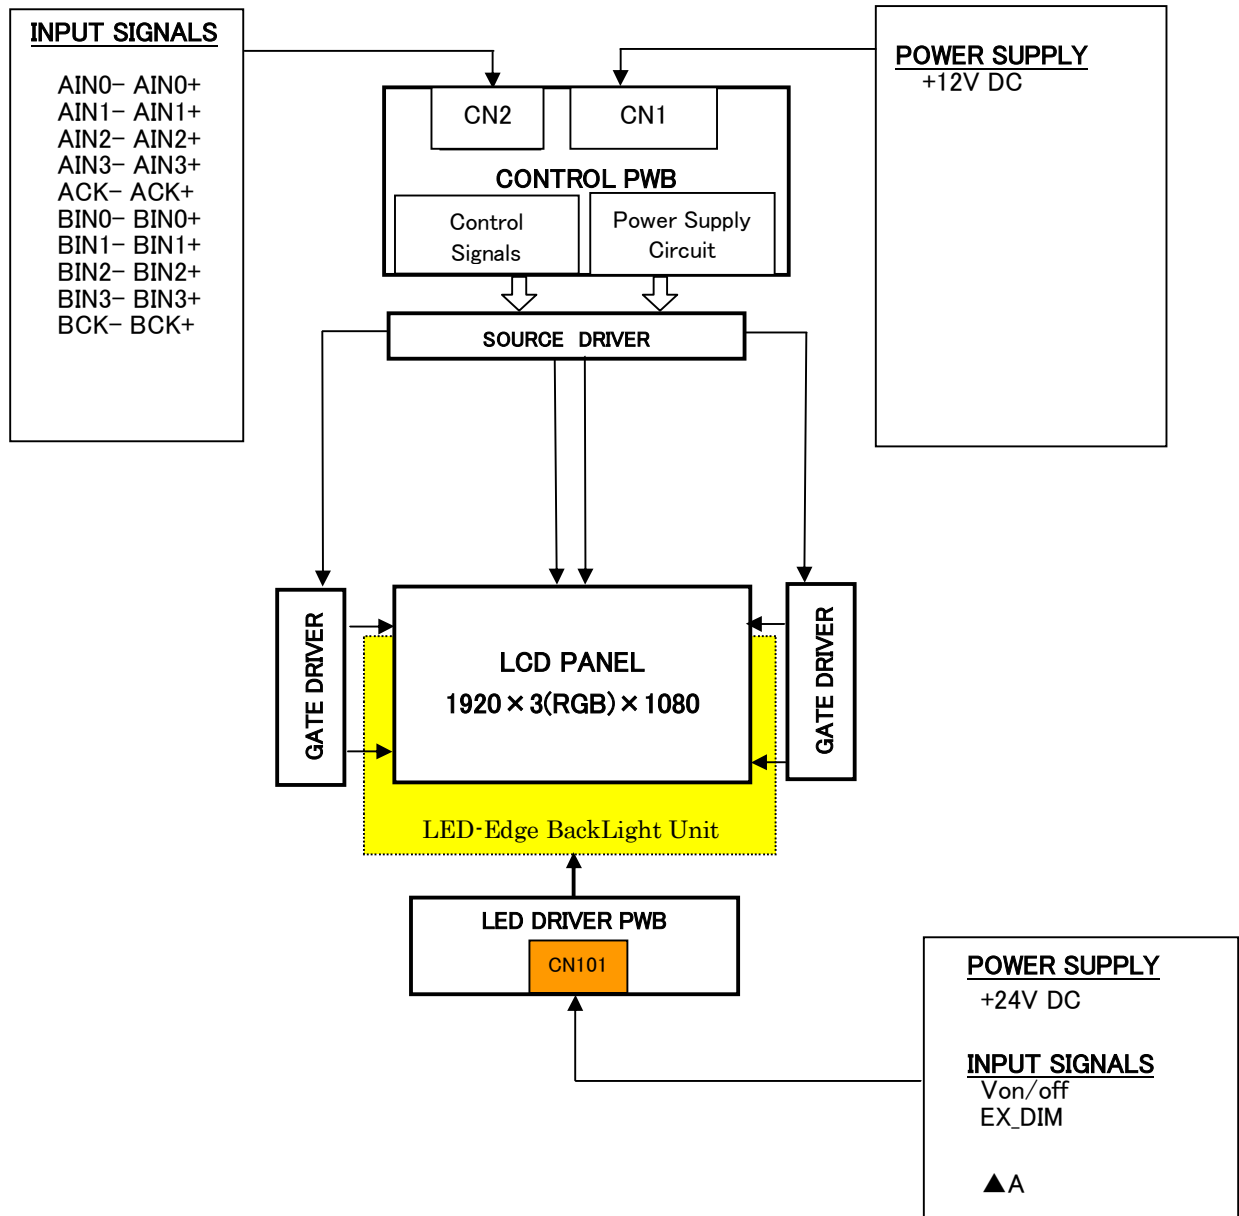 INPUT SIGNALS
AIN0- AIN0+
AIN1- AIN1+
AIN2- AIN2+
AIN3- AIN3+
ACK- ACK+
BIN0- BIN0+
BIN1- BIN1+
BIN2- BIN2+
BIN3- BIN3+
BCK- BCK+
POWER SUPPLY
+12V DC
CN2
CN1
CONTROL PWB
Control
Signals
Power Supply
Circuit
SOURCE DRIVER
GATE DRIVER
LCD PANEL
1920×3(RGB)×1080
GATE DRIVER
LED-Edge BackLight Unit
LED DRIVER PWB
CN101
POWER SUPPLY
+24V DC
INPUT SIGNALS
Von/off
EX_DIM
▲A